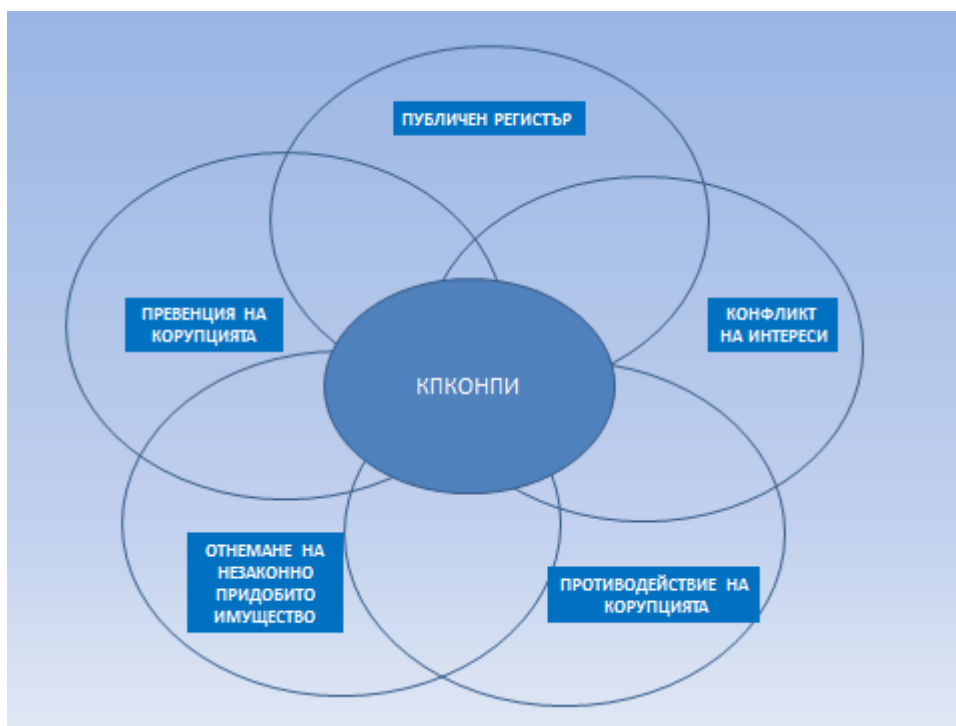 ПУБЛИЧЕН РЕГИСТЪР
ПРЕВЕНЦИЯ НА
КОРУПЦИЯТА
КОНФЛИКТ
НА ИНТЕРЕСИ
КПКОНПИ
ОТНЕМАНЕ НА
НЕЗАКОННО
ПРИДОБИТО
ИМУЩЕСТВО
ПРОТИВОДЕЙСТВИЕ НА
КОРУПЦИЯТА